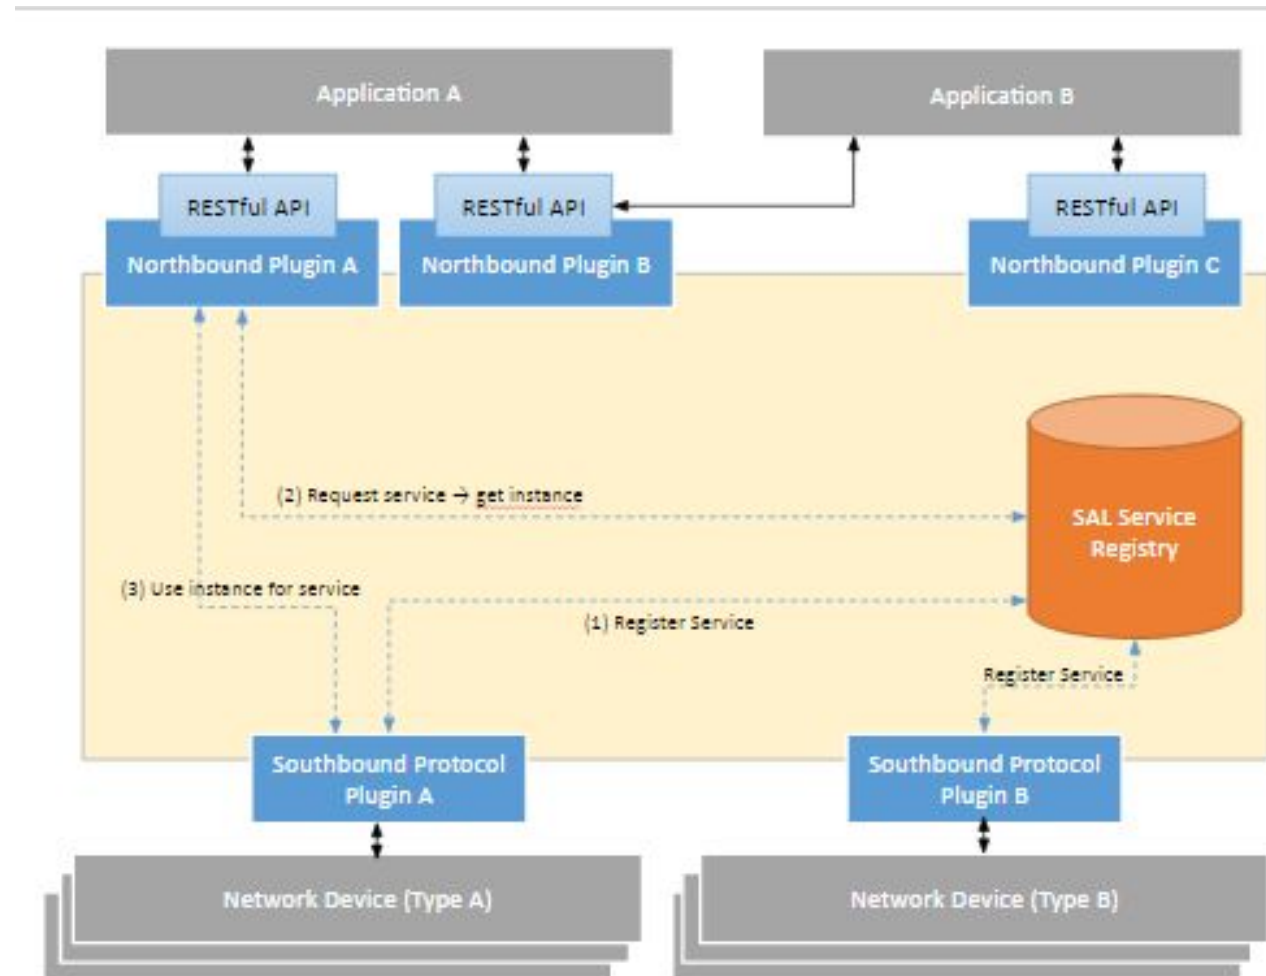 Application A
Application B
RESTful API
RESTful API
RESTful API
Northbound Plugin A
Northbound Plugin B
Northbound Plugin C
(2) Request service → get instance
SAL Service
Registry
(3) Use instance for service
(1) Register Service
Register Service
Southbound Protocol
Plugin A
Southbound Protocol
Plugin B
Network Device (Type A)
Network Device (Type B)